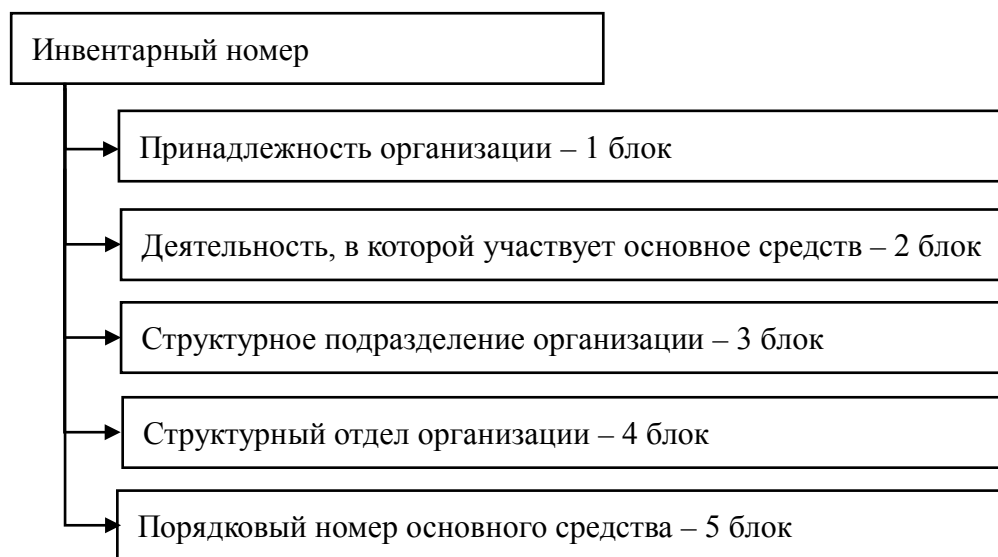 Инвентарный номер
Принадлежность организации – 1 блок
Деятельность, в которой участвует основное средств – 2 блок
Структурное подразделение организации – 3 блок
Структурный отдел организации – 4 блок
Порядковый номер основного средства – 5 блок